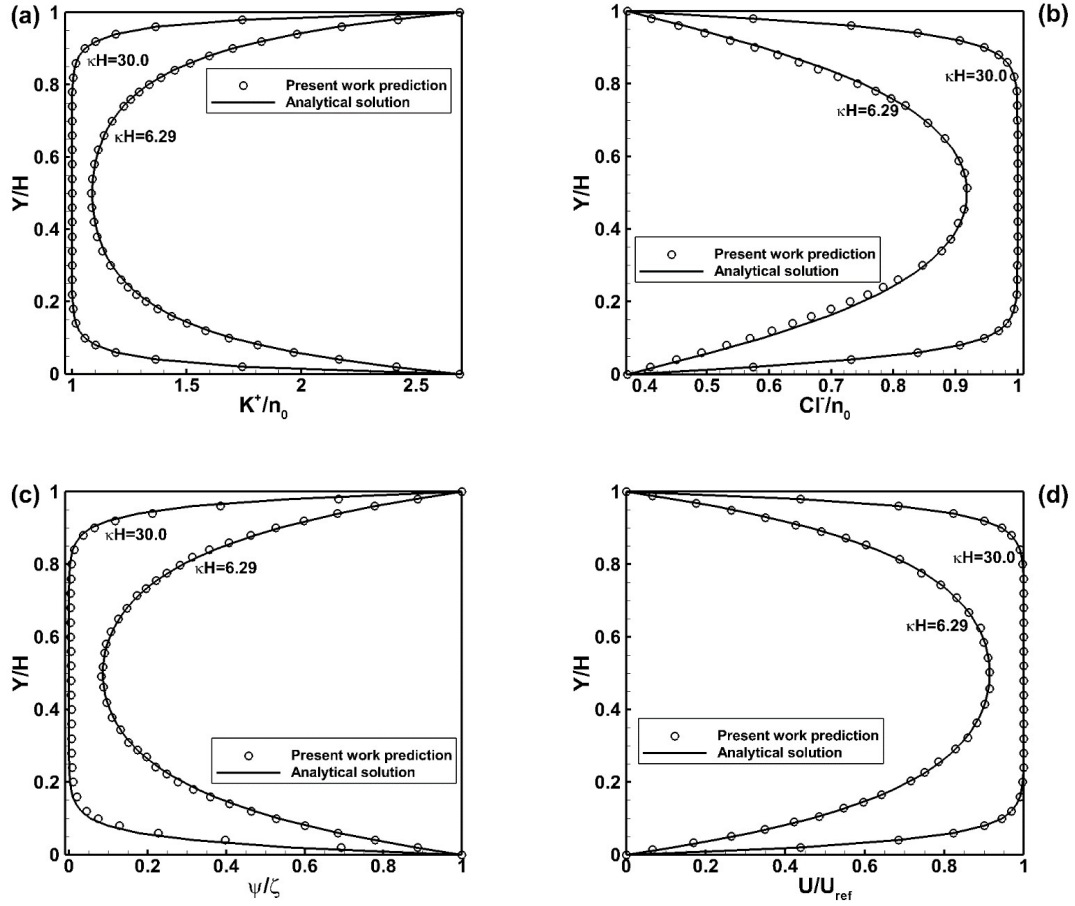 (a)
1
0.8
0.6
0.4
0.2
0
Y/H
κH=30.0
κH=6.29
Present work prediction
Analytical solution
1 1.5 2 2.5
K⁺/n₀
(b)
1
0.8
0.6
0.4
0.2
0
Y/H
κH=30.0
κH=6.29
Present work prediction
Analytical solution
0.4 0.5 0.6 0.7 0.8 0.9 1
Cl⁻/n₀
(c)
1
0.8
0.6
0.4
0.2
0
Y/H
κH=30.0
κH=6.29
Present work prediction
Analytical solution
0 0.2 0.4 0.6 0.8 1
ψ/ζ
(d)
1
0.8
0.6
0.4
0.2
0
Y/H
κH=30.0
κH=6.29
Present work prediction
Analytical solution
0 0.2 0.4 0.6 0.8 1
U/U_ref